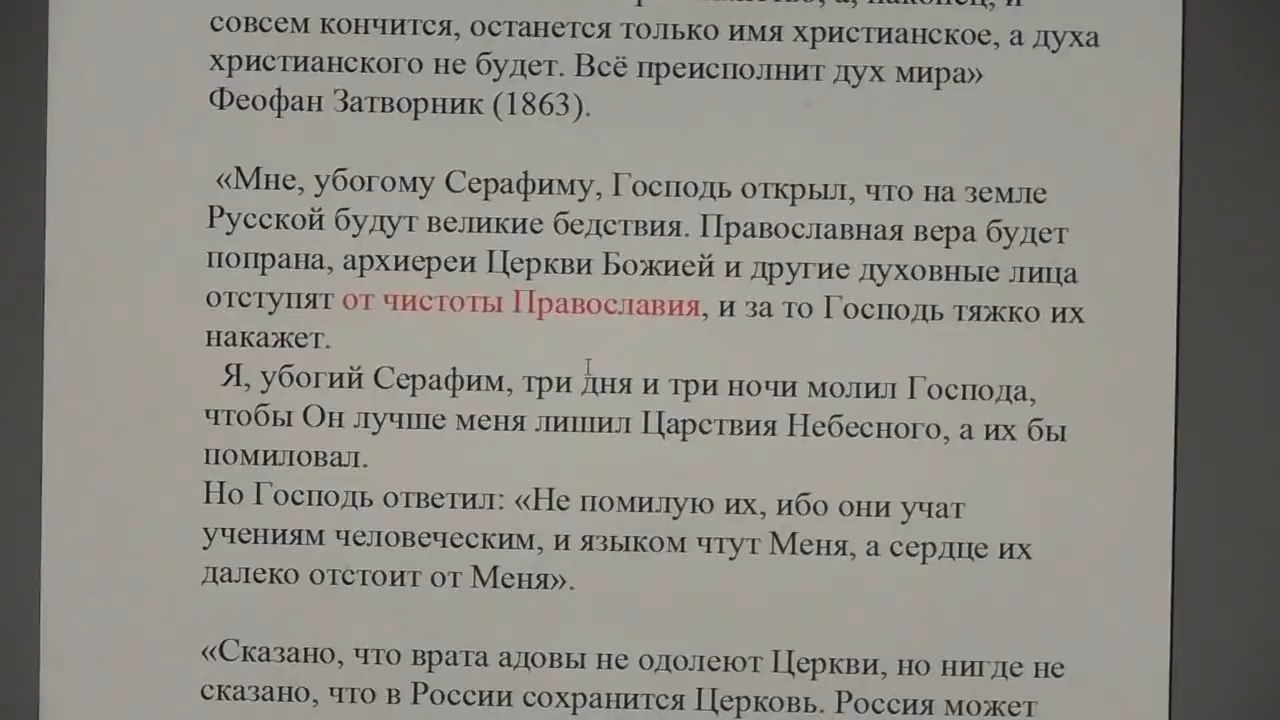 совсем кончится, останется только имя христианское, а духа
христианского не будет. Всё преисполнит дух мира»
Феофан Затворник (1863).
«Мне, убогому Серафиму, Господь открыл, что на земле
Русской будут великие бедствия. Православная вера будет
попрана, архиереи Церкви Божией и другие духовные лица
отступят от чистоты Православия, и за то Господь тяжко их
накажет.
Я, убогий Серафим, три дня и три ночи молил Господа,
чтобы Он лучше меня лишил Царствия Небесного, а их бы
помиловал.
Но Господь ответил: «Не помилую их, ибо они учат
учениям человеческим, и языком чтут Меня, а сердце их
далеко отстоит от Меня».
«Сказано, что врата адовы не одолеют Церкви, но нигде не
сказано, что в России сохранится Церковь. Россия может